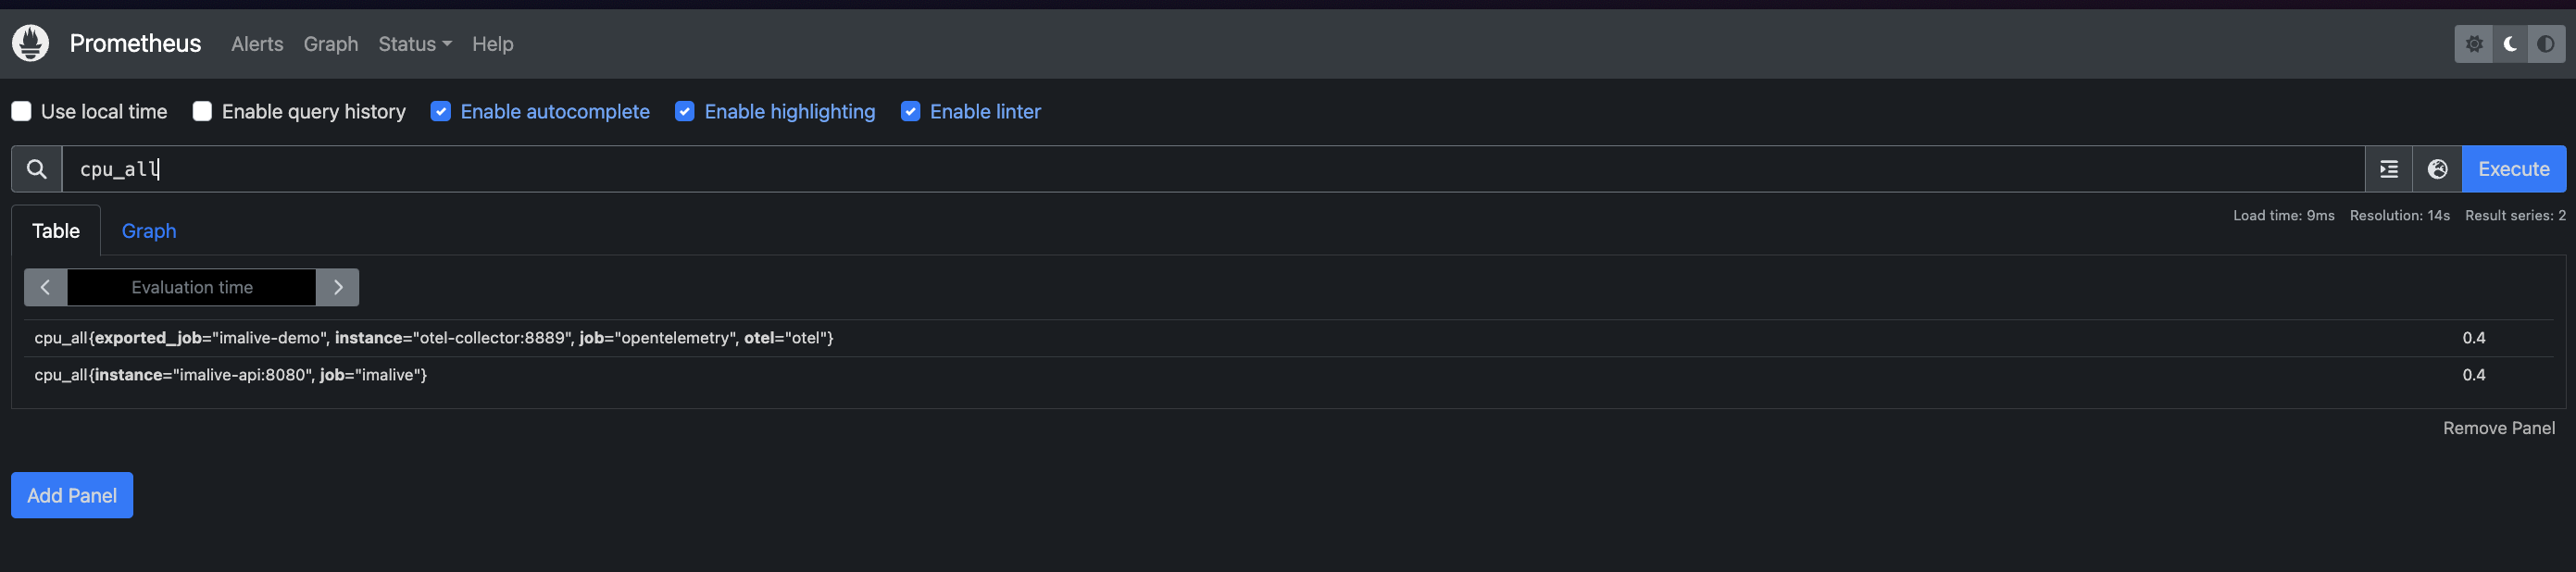 Prometheus Alerts Graph Status Help
Use local time Enable query history Enable autocomplete Enable highlighting Enable linter
cpu_all Execute
Table Graph Load time: 9ms Resolution: 14s Result series: 2
Evaluation time
cpu_all{exported_job="imalive-demo", instance="otel-collector:8889", job="opentelemetry", otel="otel"} 0.4
cpu_all{instance="imalive-api:8080", job="imalive"} 0.4
Remove Panel
Add Panel